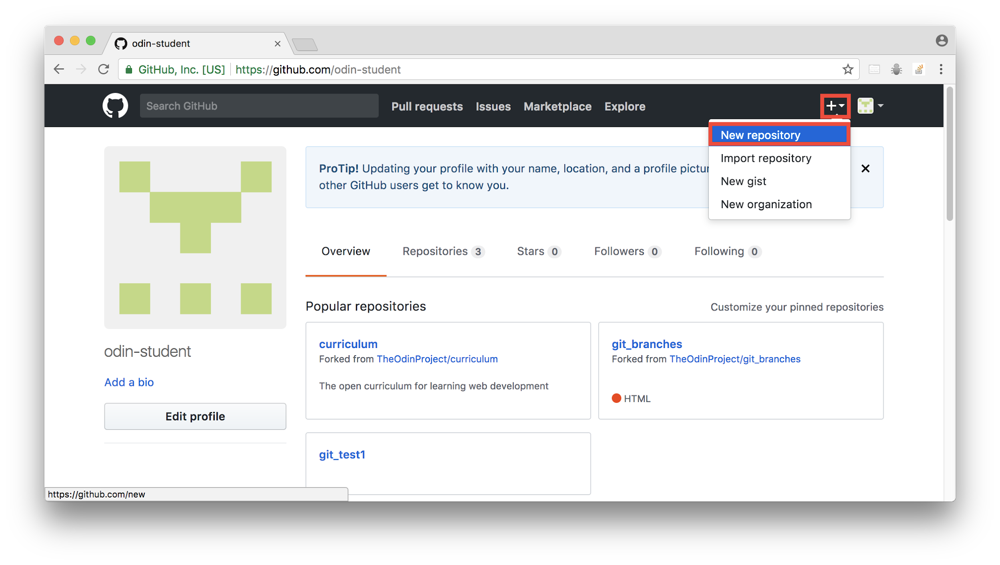 odin-student
GitHub, Inc. [US] https://github.com/odin-student
Search GitHub Pull requests Issues Marketplace Explore
New repository
Import repository
New gist
New organization
ProTip! Updating your profile with your name, location, and a profile
other GitHub users get to know you.
Overview Repositories 3 Stars 0 Followers 0 Following 0
Popular repositories Customize your pinned repositories
curriculum
Forked from TheOdinProject/curriculum
The open curriculum for learning web development
git_branches
Forked from TheOdinProject/git_branches
HTML
git_test1
odin-student
Add a bio
Edit profile
https://github.com/new